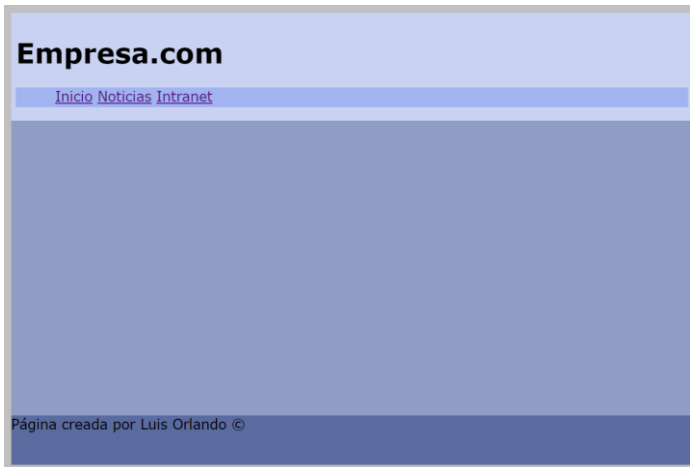 Empresa.com
Inicio Noticias Intranet
Página creada por Luis Orlando ©